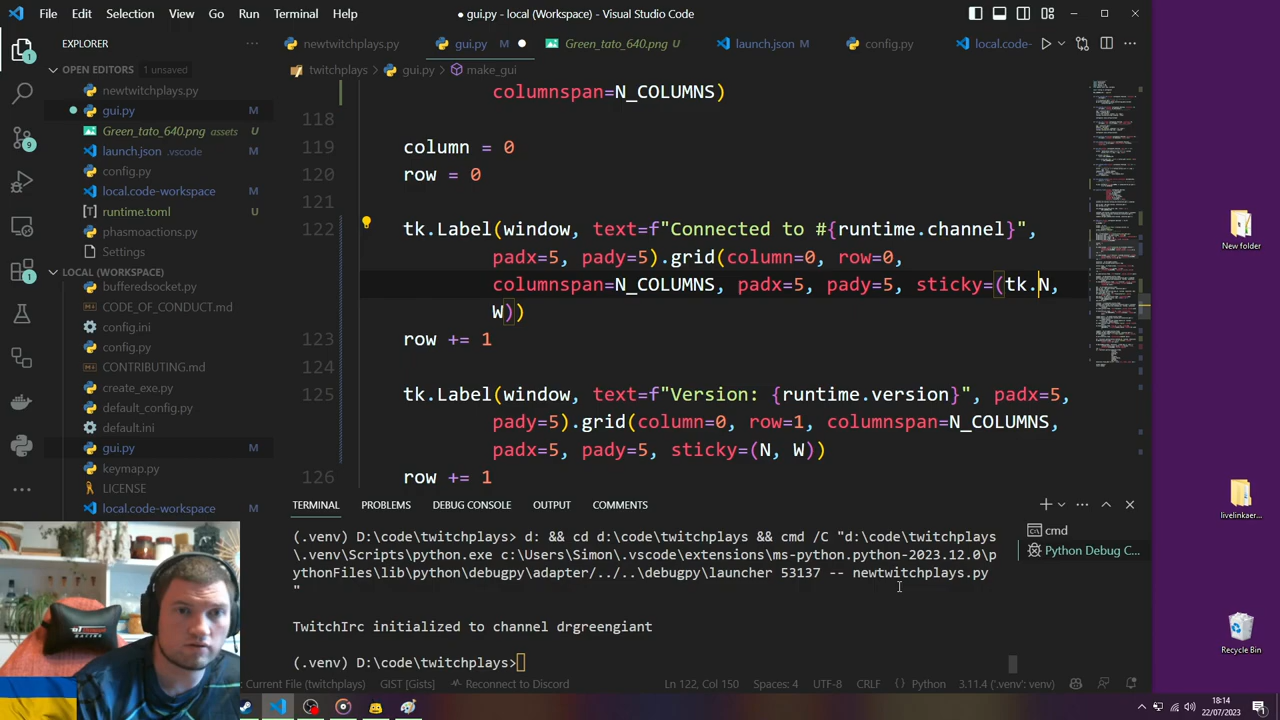 File Edit Selection View Go Run Terminal Help
● gui.py - local (Workspace) - Visual Studio Code
EXPLORER
OPEN EDITORS 1 unsaved
newtwitchplays.py
gui.py M
Green_tato_640.png assets U
launch.json .vscode M
config.py
local.code-workspace M
runtime.toml U
phasmoactions.py
Settings
LOCAL (WORKSPACE)
bufferedsocket.py
CODE_OF_CONDUCT.md
config.ini
config.py
CONTRIBUTING.md
create_exe.py
default_config.py
default.ini
gui.py M
keymap.py
LICENSE
local.code-workspace M
newtwitchplays.py
gui.py M
Green_tato_640.png U
launch.json M
config.py
local.code-
twitchplays > gui.py > make_gui
columnspan=N_COLUMNS)
column = 0
row = 0
121
tk.Label(window, text=f"Connected to #{runtime.channel}",
padx=5, pady=5).grid(column=0, row=0,
columnspan=N_COLUMNS, padx=5, pady=5, sticky=(tk.N,
W))
123 row += 1
124
125 tk.Label(window, text=f"Version: {runtime.version}", padx=5,
pady=5).grid(column=0, row=1, columnspan=N_COLUMNS,
padx=5, pady=5, sticky=(N, W))
126 row += 1
TERMINAL PROBLEMS DEBUG CONSOLE OUTPUT COMMENTS
(.venv) D:\code\twitchplays> d: && cd d:\code\twitchplays && cmd /C "d:\code\twitchplays
\.venv\Scripts\python.exe c:\Users\Simon\.vscode\extensions\ms-python.python-2023.12.0\p
ythonFiles\lib\python\debugpy\adapter/../..\debugpy\launcher 53137 -- newtwitchplays.py
"
TwitchIrc initialized to channel drgreengiant
(.venv) D:\code\twitchplays>
cmd
Python Debug C...
Current File (twitchplays) GIST [Gists] Reconnect to Discord
Ln 122, Col 150 Spaces: 4 UTF-8 CRLF Python 3.11.4 ('.venv': venv)
New folder
livelinkaer...
Recycle Bin
18:14
22/07/2023